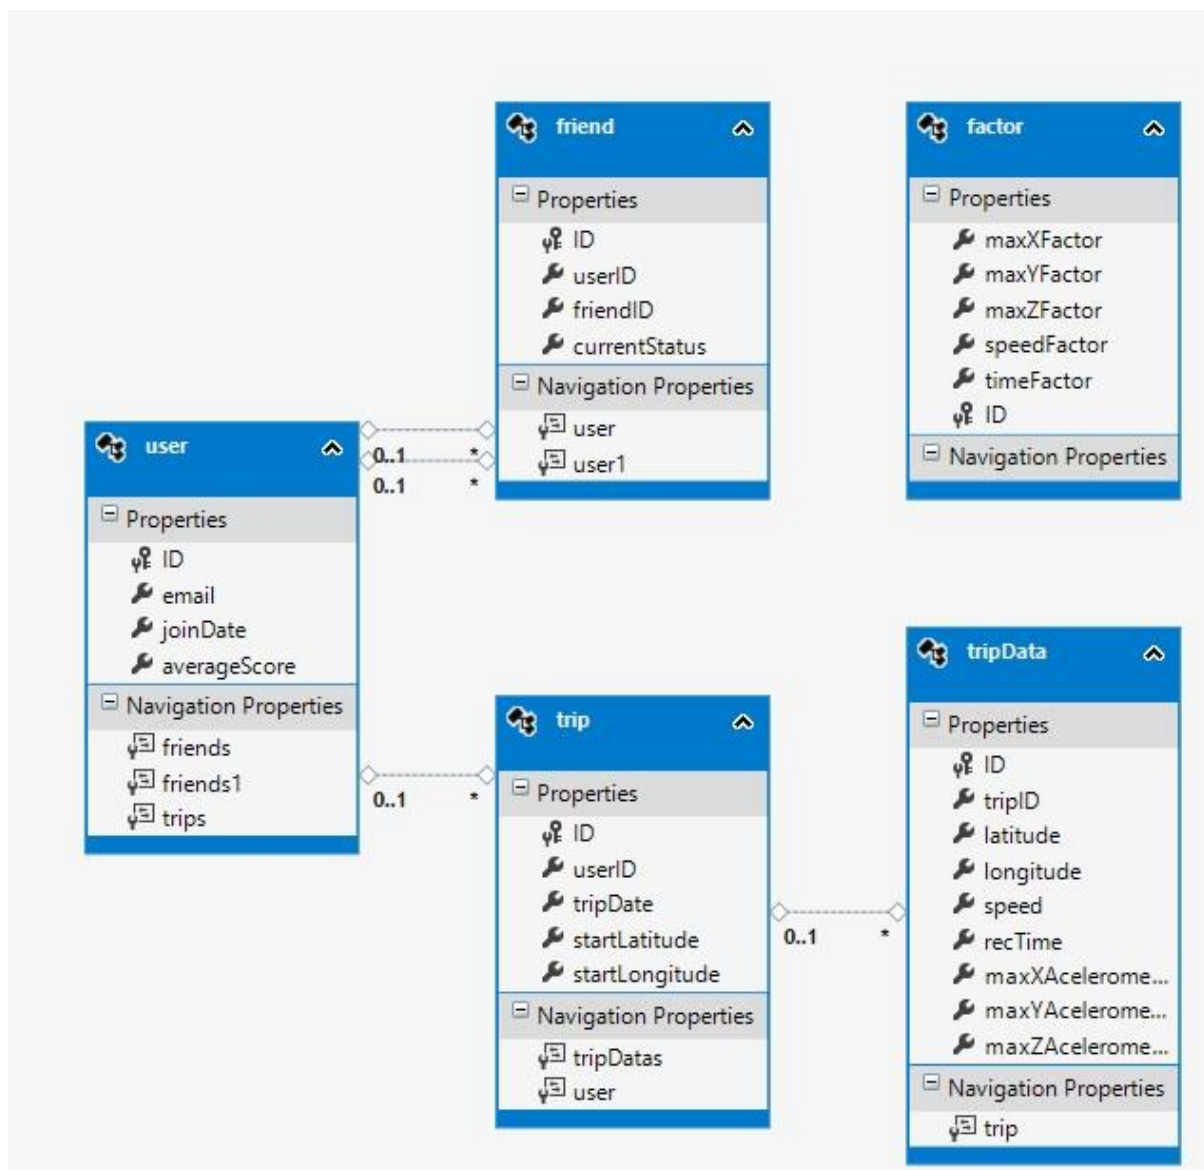 friend
Properties
ID
userID
friendID
currentStatus
Navigation Properties
user
user1
factor
Properties
maxXFactor
maxYFactor
maxZFactor
speedFactor
timeFactor
ID
Navigation Properties
user
Properties
ID
email
joinDate
averageScore
Navigation Properties
friends
friends1
trips
0..1 *
0..1 *
0..1 *
trip
Properties
ID
userID
tripDate
startLatitude
startLongitude
Navigation Properties
tripDatas
user
0..1 *
tripData
Properties
ID
tripID
latitude
longitude
speed
recTime
maxXAcelerome...
maxYAcelerome...
maxZAcelerome...
Navigation Properties
trip